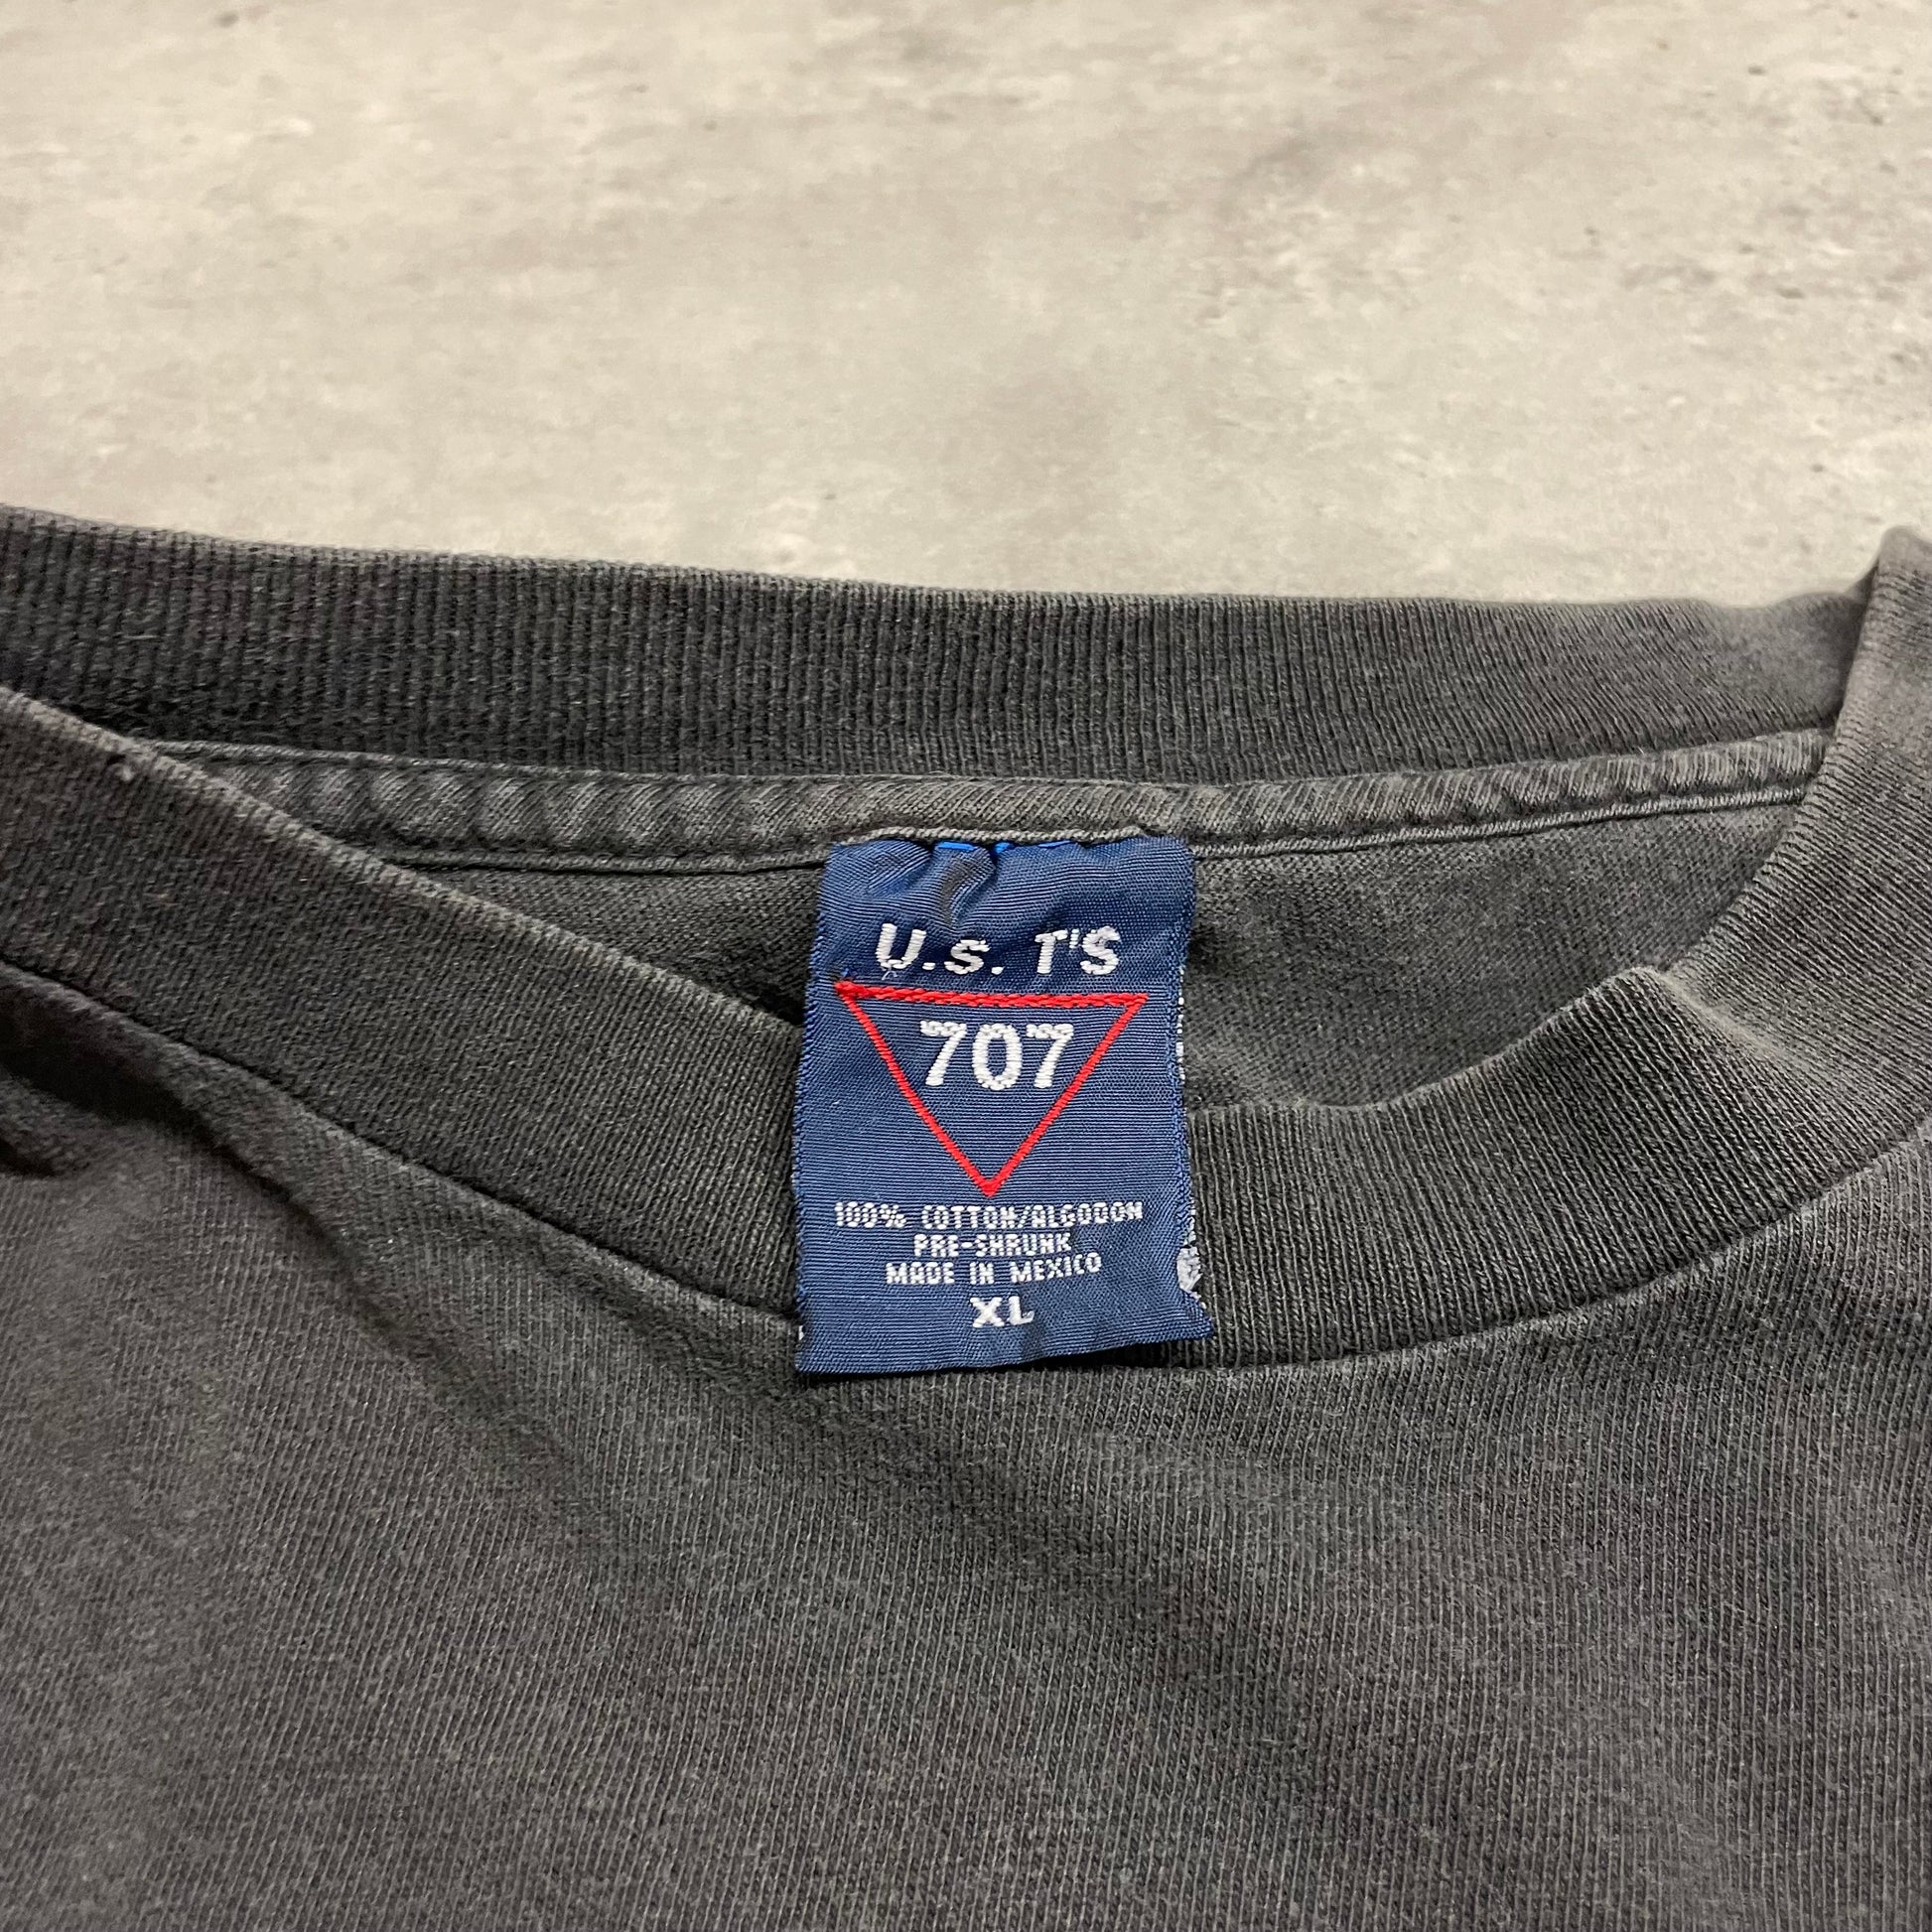 U.S. T'S
707
100% COTTON/ALGODON
PRE-SHRUNK
MADE IN MEXICO
XL